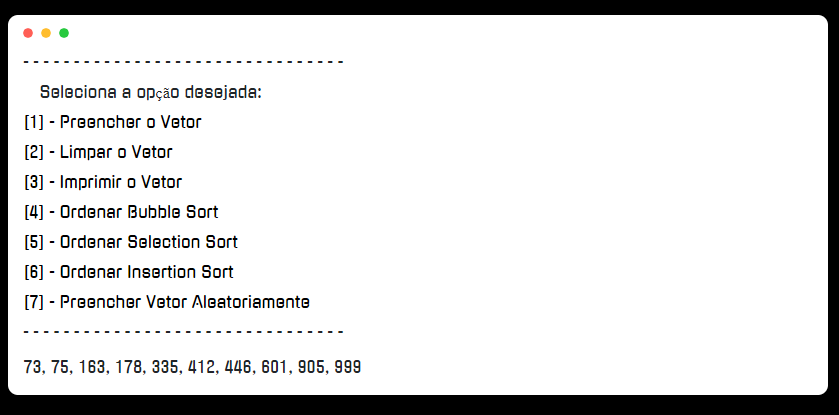 --------------------------------
Seleciona a opção desejada:
[1] - Preencher o Vetor
[2] - Limpar o Vetor
[3] - Imprimir o Vetor
[4] - Ordenar Bubble Sort
[5] - Ordenar Selection Sort
[6] - Ordenar Insertion Sort
[7] - Preencher Vetor Aleatoriamente
--------------------------------
73, 75, 163, 178, 335, 412, 446, 601, 905, 999